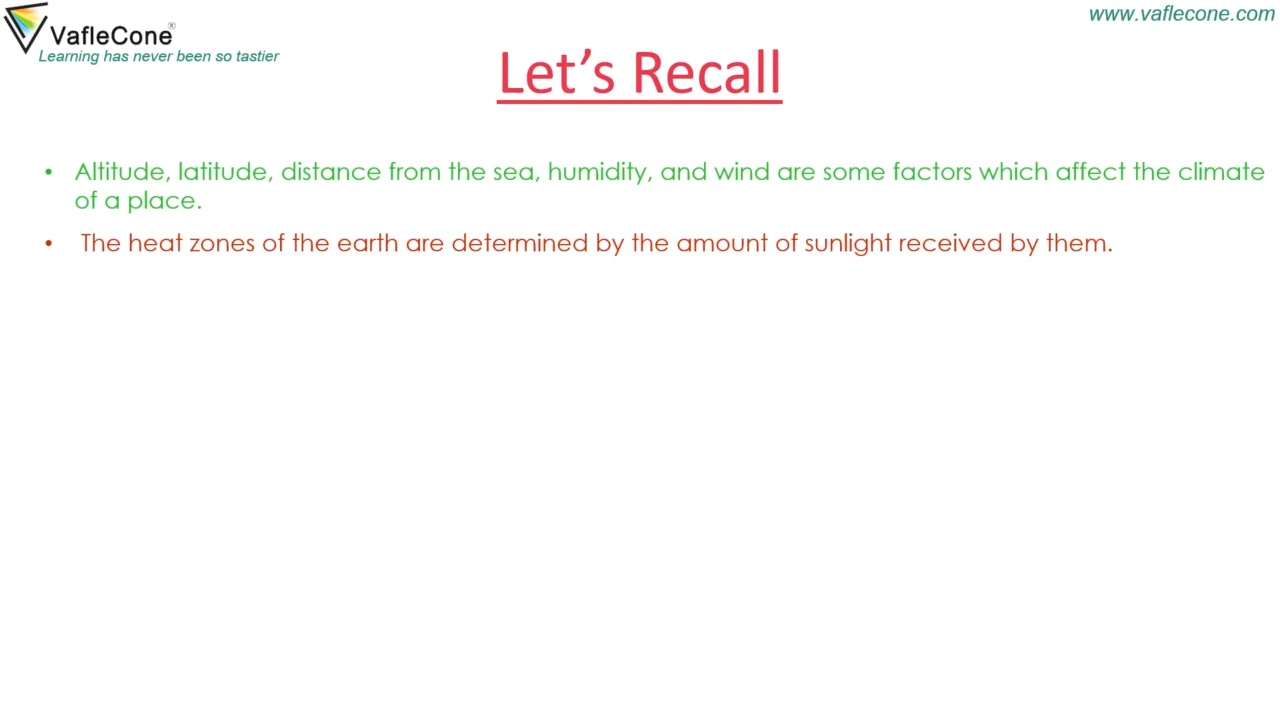 VafleCone®
Learning has never been so tastier
www.vaflecone.com
Let’s Recall
• Altitude, latitude, distance from the sea, humidity, and wind are some factors which affect the climate
of a place.
• The heat zones of the earth are determined by the amount of sunlight received by them.